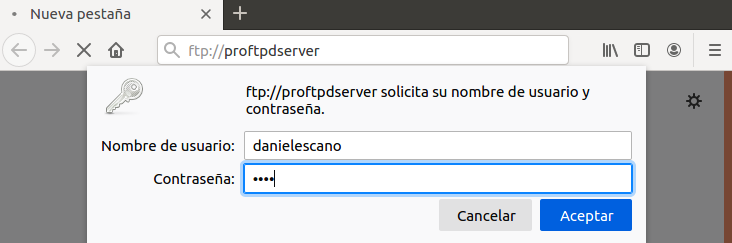 Nueva pestaña
ftp://proftpdserver
ftp://proftpdserver solicita su nombre de usuario y
contraseña.
Nombre de usuario: danielescano
Contraseña: ••••
Cancelar Aceptar